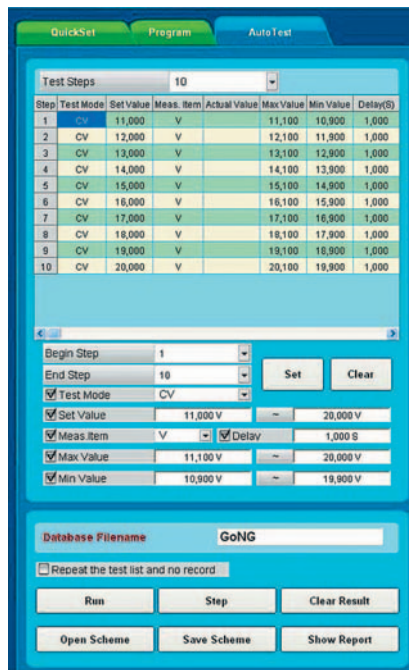 QuickSet Program AutoTest
Test Steps 10
Step Test Mode Set Value Meas. Item Actual Value Max Value Min Value Delay(S)
1 CV 11,000 V 11,100 10,900 1,000
2 CV 12,000 V 12,100 11,900 1,000
3 CV 13,000 V 13,100 12,900 1,000
4 CV 14,000 V 14,100 13,900 1,000
5 CV 15,000 V 15,100 14,900 1,000
6 CV 16,000 V 16,100 15,900 1,000
7 CV 17,000 V 17,100 16,900 1,000
8 CV 18,000 V 18,100 17,900 1,000
9 CV 19,000 V 19,100 18,900 1,000
10 CV 20,000 V 20,100 19,900 1,000
Begin Step 1
End Step 10 Set Clear
Test Mode CV
Set Value 11,000 V ~ 20,000 V
Meas.Item V Delay 1,000 S
Max Value 11,100 V ~ 20,000 V
Min Value 10,900 V ~ 19,900 V
Database Filename GoNG
Repeat the test list and no record
Run Step Clear Result
Open Scheme Save Scheme Show Report